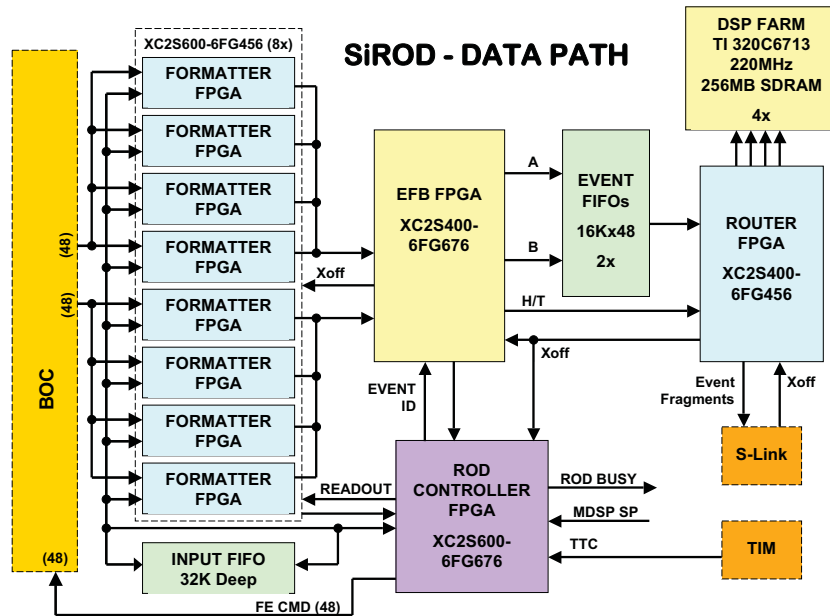 XC2S600-6FG456 (8x)
SiROD - DATA PATH
DSP FARM
TI 320C6713
220MHz
256MB SDRAM
4x
FORMATTER
FPGA
FORMATTER
FPGA
FORMATTER
FPGA
FORMATTER
FPGA
FORMATTER
FPGA
FORMATTER
FPGA
FORMATTER
FPGA
FORMATTER
FPGA
BOC
(48)
(48)
(48)
EFB FPGA
XC2S400-
6FG676
A
B
EVENT
FIFOs
16Kx48
2x
ROUTER
FPGA
XC2S400-
6FG456
Xoff
H/T
Xoff
EVENT
ID
Event
Fragments
Xoff
S-Link
READOUT
ROD
CONTROLLER
FPGA
XC2S600-
6FG676
ROD BUSY
MDSP SP
TTC
TIM
INPUT FIFO
32K Deep
FE CMD (48)